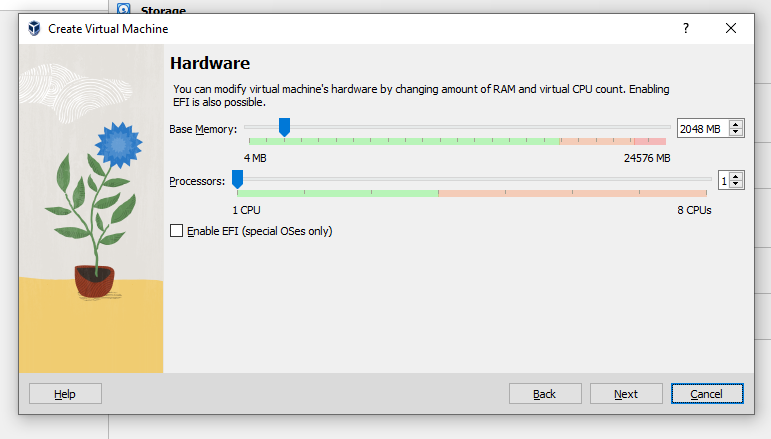 Storage
Create Virtual Machine
?
Hardware
You can modify virtual machine's hardware by changing amount of RAM and virtual CPU count. Enabling
EFI is also possible.
Base Memory:
2048 MB
4 MB
24576 MB
Processors:
1
1 CPU
8 CPUs
Enable EFI (special OSes only)
Help
Back
Next
Cancel